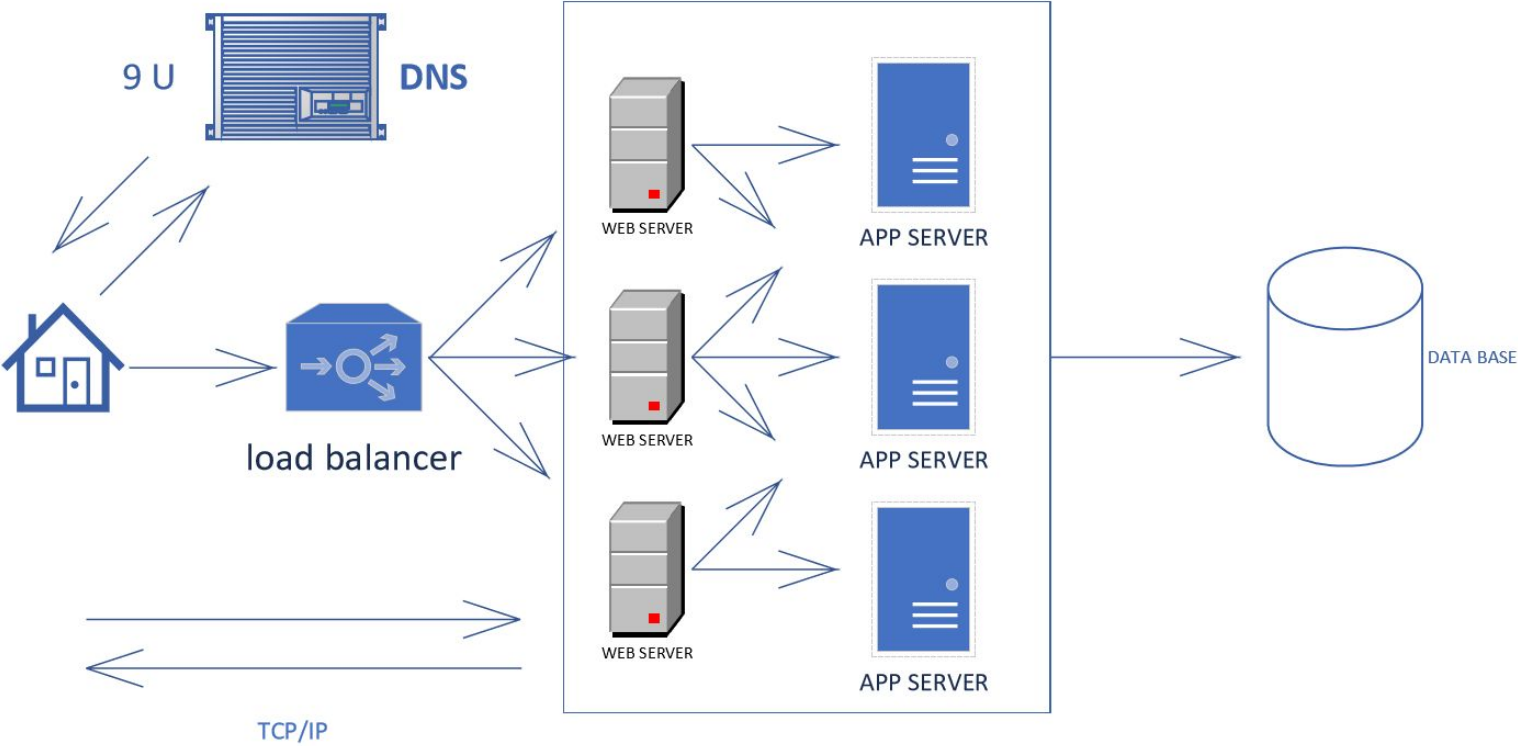 9 U
DNS
WEB SERVER
APP SERVER
load balancer
WEB SERVER
APP SERVER
DATA BASE
WEB SERVER
APP SERVER
TCP/IP